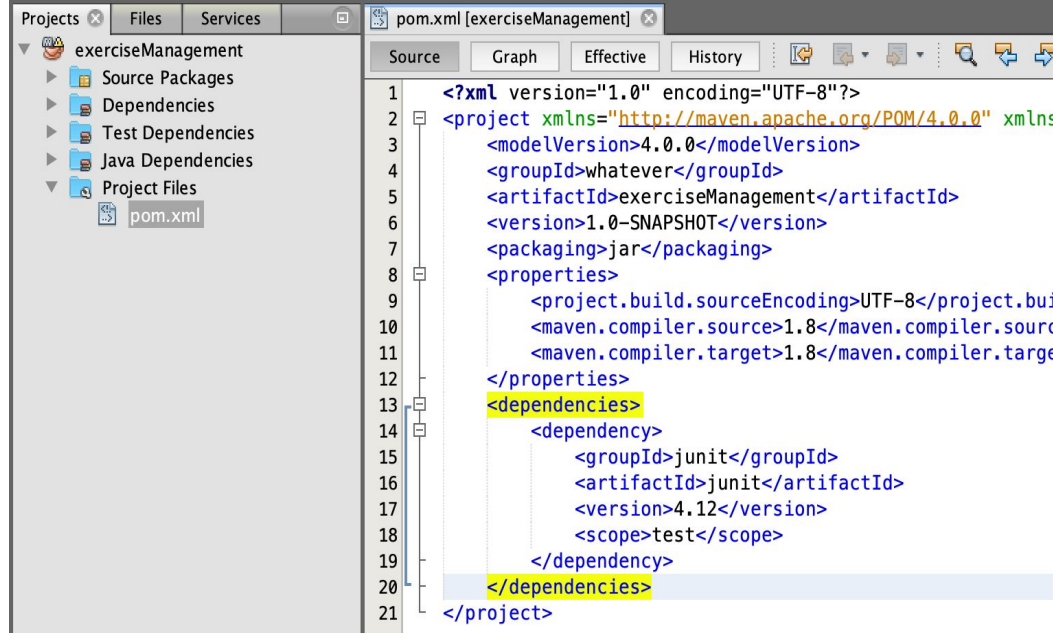 Projects Files Services
exerciseManagement
Source Packages
Dependencies
Test Dependencies
Java Dependencies
Project Files
pom.xml
pom.xml [exerciseManagement]
Source Graph Effective History
1 <?xml version="1.0" encoding="UTF-8"?>
2 <project xmlns="http://maven.apache.org/POM/4.0.0" xmlns
3 <modelVersion>4.0.0</modelVersion>
4 <groupId>whatever</groupId>
5 <artifactId>exerciseManagement</artifactId>
6 <version>1.0-SNAPSHOT</version>
7 <packaging>jar</packaging>
8 <properties>
9 <project.build.sourceEncoding>UTF-8</project.bui
10 <maven.compiler.source>1.8</maven.compiler.sourc
11 <maven.compiler.target>1.8</maven.compiler.targe
12 </properties>
13 <dependencies>
14 <dependency>
15 <groupId>junit</groupId>
16 <artifactId>junit</artifactId>
17 <version>4.12</version>
18 <scope>test</scope>
19 </dependency>
20 </dependencies>
21 </project>